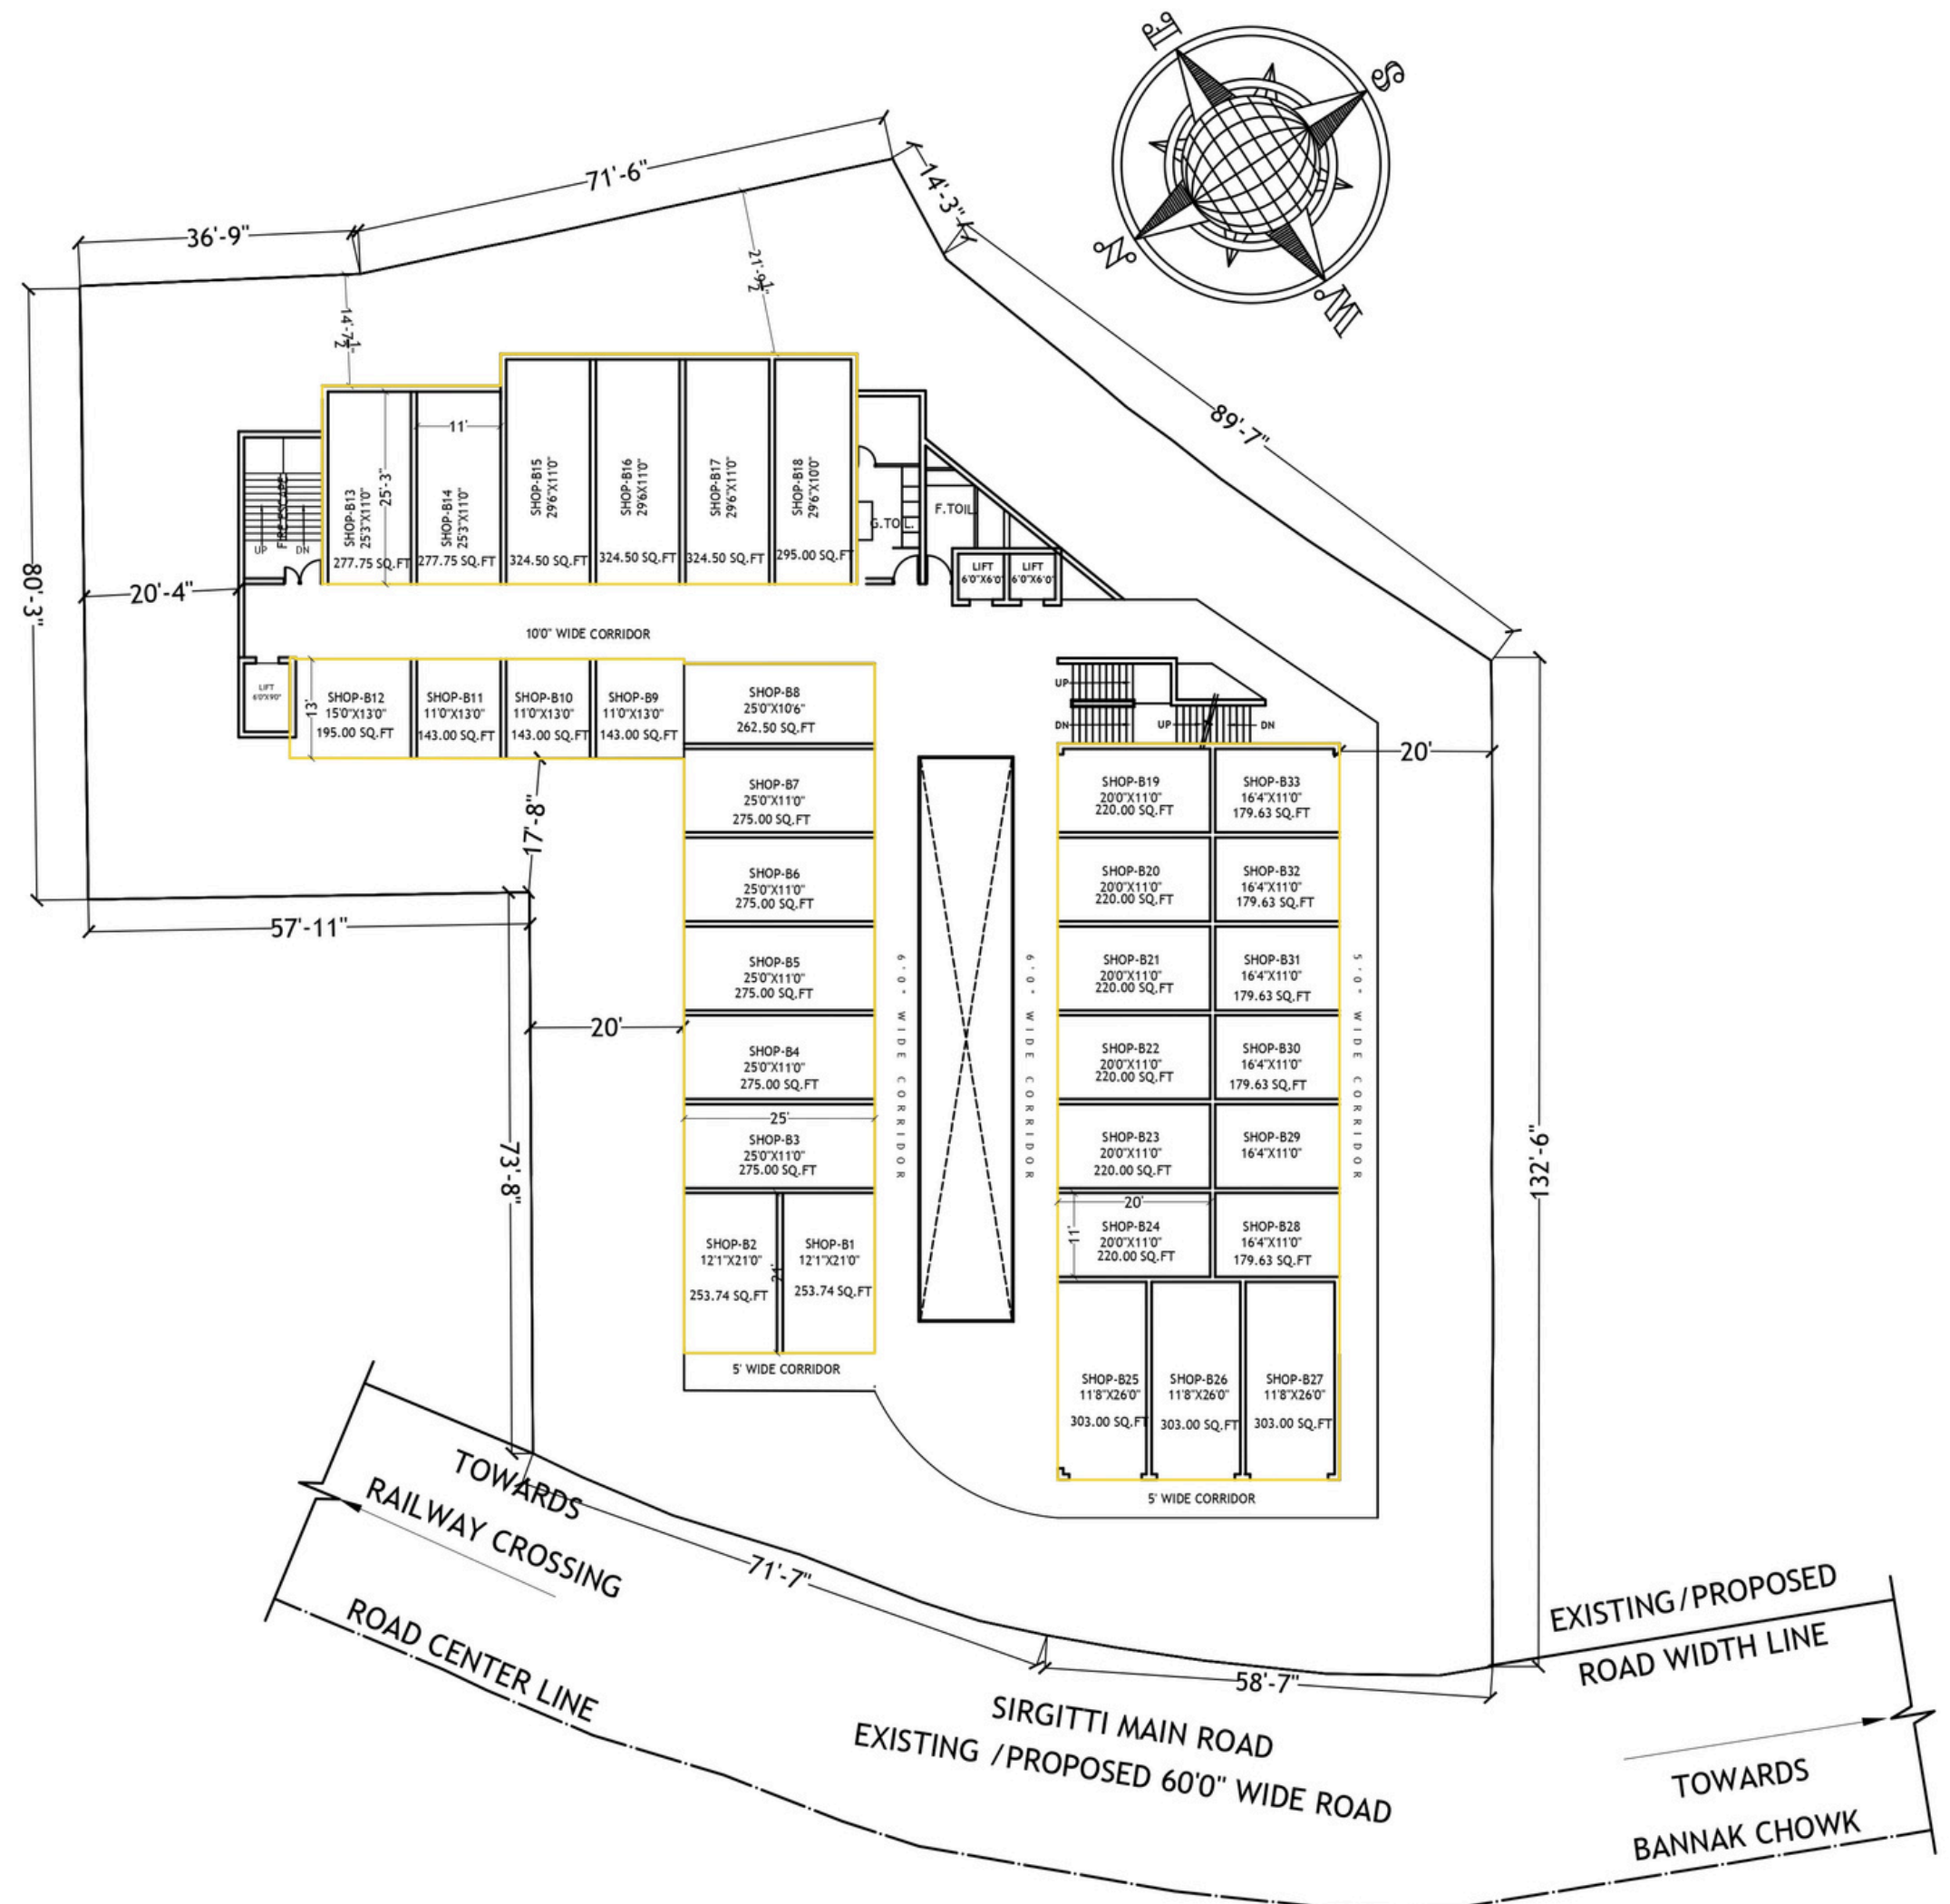 E
S
N
W
71'-6"
14'-3"
36'-9"
21'-9½"
14'-7½"
89'-7"
80'-3"
20'-4"
FIRE ESCAPE
UP
DN
SHOP-B13
25'3"X11'0"
277.75 SQ.FT
25'-3"
11'
SHOP-B14
25'3"X11'0"
277.75 SQ.FT
SHOP-B15
29'6"X11'0"
324.50 SQ.FT
SHOP-B16
29'6X11'0"
324.50 SQ.FT
SHOP-B17
29'6"X11'0"
324.50 SQ.FT
SHOP-B18
29'6"X10'0"
295.00 SQ.FT
G.TOIL.
F.TOIL
LIFT
6'0"X6'0"
LIFT
6'0"X6'0"
10'0" WIDE CORRIDOR
LIFT
6'0"X9'0"
13'
SHOP-B12
15'0"X13'0"
195.00 SQ.FT
SHOP-B11
11'0"X13'0"
143.00 SQ.FT
SHOP-B10
11'0"X13'0"
143.00 SQ.FT
SHOP-B9
11'0"X13'0"
143.00 SQ.FT
SHOP-B8
25'0"X10'6"
262.50 SQ.FT
UP
DN
UP
DN
20'
17'-8"
57'-11"
SHOP-B7
25'0"X11'0"
275.00 SQ.FT
SHOP-B6
25'0"X11'0"
275.00 SQ.FT
SHOP-B5
25'0"X11'0"
275.00 SQ.FT
20'
SHOP-B4
25'0"X11'0"
275.00 SQ.FT
25'
SHOP-B3
25'0"X11'0"
275.00 SQ.FT
73'-8"
SHOP-B2
12'1"X21'0"
253.74 SQ.FT
21'
SHOP-B1
12'1"X21'0"
253.74 SQ.FT
5' WIDE CORRIDOR
6'0" WIDE CORRIDOR
6'0" WIDE CORRIDOR
SHOP-B19
20'0"X11'0"
220.00 SQ.FT
SHOP-B33
16'4"X11'0"
179.63 SQ.FT
SHOP-B20
20'0"X11'0"
220.00 SQ.FT
SHOP-B32
16'4"X11'0"
179.63 SQ.FT
SHOP-B21
20'0"X11'0"
220.00 SQ.FT
SHOP-B31
16'4"X11'0"
179.63 SQ.FT
SHOP-B22
20'0"X11'0"
220.00 SQ.FT
SHOP-B30
16'4"X11'0"
179.63 SQ.FT
SHOP-B23
20'0"X11'0"
220.00 SQ.FT
SHOP-B29
16'4"X11'0"
20'
11'
SHOP-B24
20'0"X11'0"
220.00 SQ.FT
SHOP-B28
16'4"X11'0"
179.63 SQ.FT
SHOP-B25
11'8"X26'0"
303.00 SQ.FT
SHOP-B26
11'8"X26'0"
303.00 SQ.FT
SHOP-B27
11'8"X26'0"
303.00 SQ.FT
5' WIDE CORRIDOR
5'0" WIDE CORRIDOR
132'-6"
TOWARDS
RAILWAY CROSSING
ROAD CENTER LINE
71'-7"
58'-7"
SIRGITTI MAIN ROAD
EXISTING /PROPOSED 60'0" WIDE ROAD
EXISTING/PROPOSED
ROAD WIDTH LINE
TOWARDS
BANNAK CHOWK